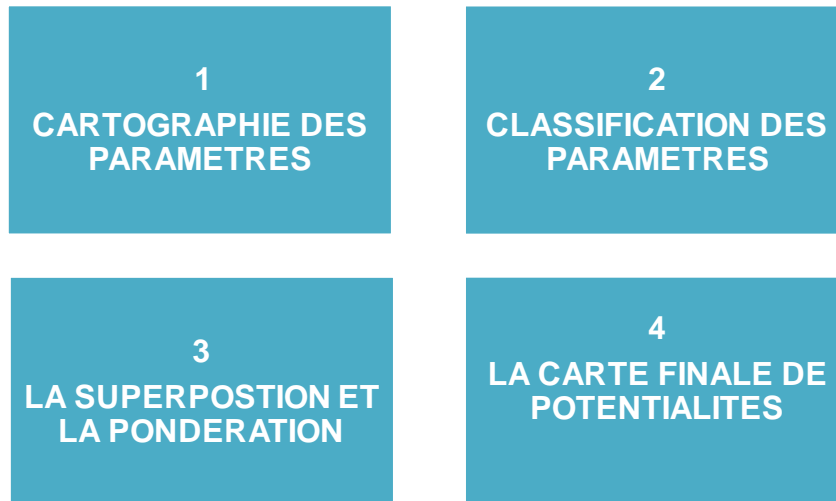 1
CARTOGRAPHIE DES
PARAMETRES
2
CLASSIFICATION DES
PARAMETRES
3
LA SUPERPOSTION ET
LA PONDERATION
4
LA CARTE FINALE DE
POTENTIALITES